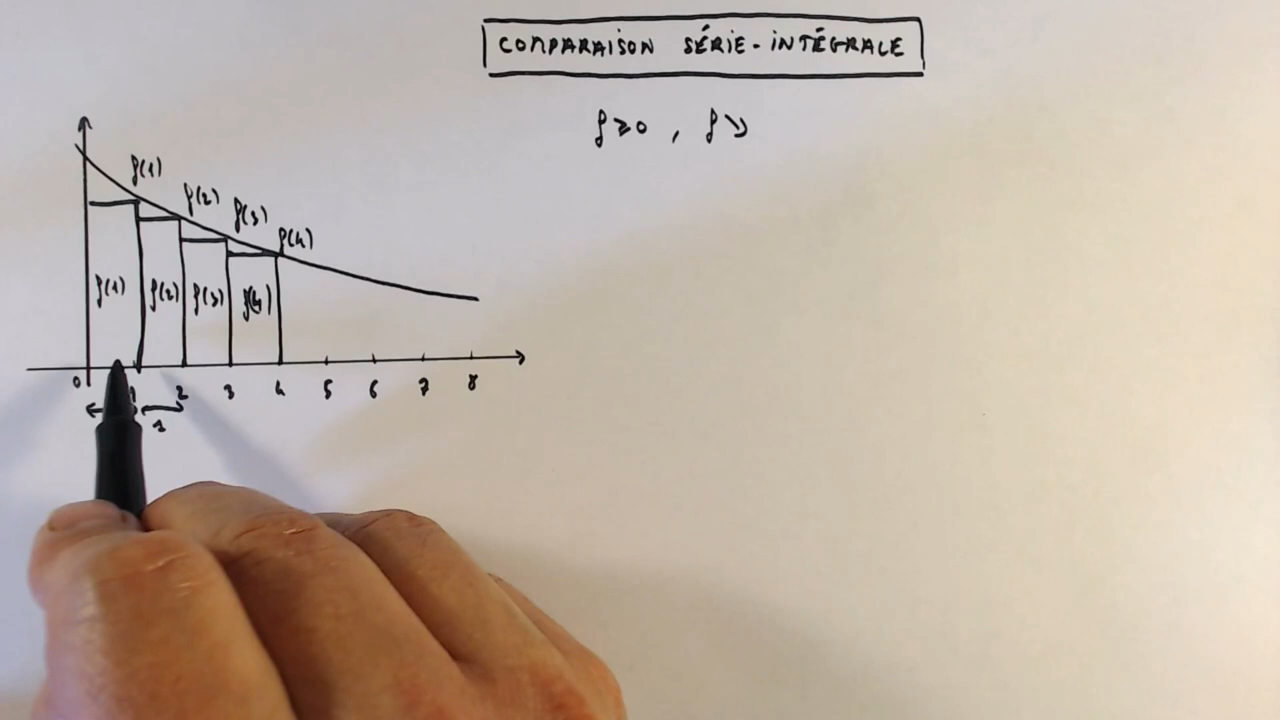 COMPARAISON SÉRIE-INTÉGRALE
f ≥ 0 , f ↘
f(1)
f(2)
f(3)
f(4)
f(1) f(2) f(3) f(4)
0 1 2 3 4 5 6 7 8
1